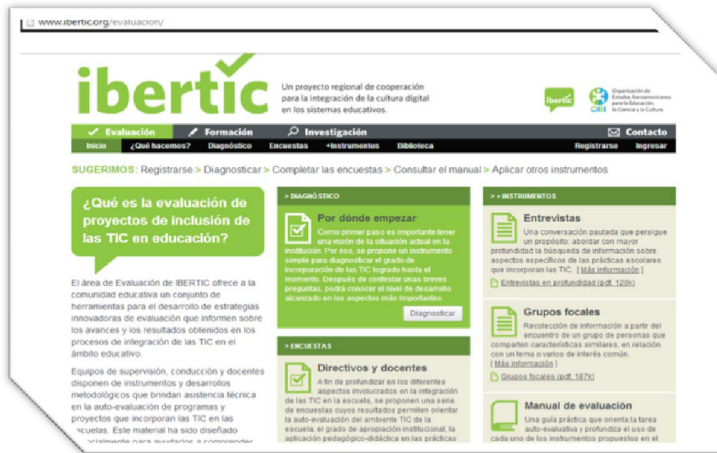 www.ibertic.org/evaluacion/
ibertic
Un proyecto regional de cooperación
para la integración de la cultura digital
en los sistemas educativos.
ibertic
OEI
Organización de
Estados Iberoamericanos
para la Educación,
la Ciencia y la Cultura
Evaluación Formación Investigación Contacto
Inicio ¿Qué hacemos? Diagnóstico Encuestas +Instrumentos Biblioteca Registrarse Ingresar
SUGERIMOS: Registrarse > Diagnosticar > Completar las encuestas > Consultar el manual > Aplicar otros instrumentos
¿Qué es la evaluación de
proyectos de inclusión de
las TIC en educación?
El área de Evaluación de IBERTIC ofrece a la
comunidad educativa un conjunto de
herramientas para el desarrollo de estrategias
innovadoras de evaluación que informen sobre
los avances y los resultados obtenidos en los
procesos de integración de las TIC en el
ámbito educativo.
Equipos de supervisión, conducción y docentes
disponen de instrumentos y desarrollos
metodológicos que brindan asistencia técnica
en la auto-evaluación de programas y
proyectos que incorporan las TIC en las
escuelas. Este material ha sido diseñado
para ayudarlos a comprender
> DIAGNÓSTICO
Por dónde empezar
Como primer paso es importante tener
una visión de la situación actual en la
institución. Por eso, se propone un instrumento
simple para diagnosticar el grado de
incorporación de las TIC logrado hasta el
momento. Después de contestar unas breves
preguntas, podrá conocer el nivel de desarrollo
alcanzado en los aspectos más importantes.
Diagnosticar
> ENCUESTAS
Directivos y docentes
A fin de profundizar en los diferentes
aspectos involucrados en la integración
de las TIC en la escuela, se proponen una serie
de encuestas cuyos resultados permiten orientar
la auto-evaluación del ambiente TIC de la
escuela, el grado de apropiación institucional, la
aplicación pedagógico-didáctica en las prácticas
> + INSTRUMENTOS
Entrevistas
Una conversación pautada que persigue
un propósito: abordar con mayor
profundidad la búsqueda de información sobre
aspectos específicos de las prácticas escolares
que incorporan las TIC. [ Más información ]
Entrevistas en profundidad (pdf, 120k)
Grupos focales
Recolección de información a partir del
encuentro de un grupo de personas que
comparten características similares, en relación
con un tema o varios de interés común.
[ Más información ]
Grupos focales (pdf, 187k)
Manual de evaluación
Una guía práctica que orienta la tarea
auto-evaluativa y profundiza el uso de
cada uno de los instrumentos propuestos en el